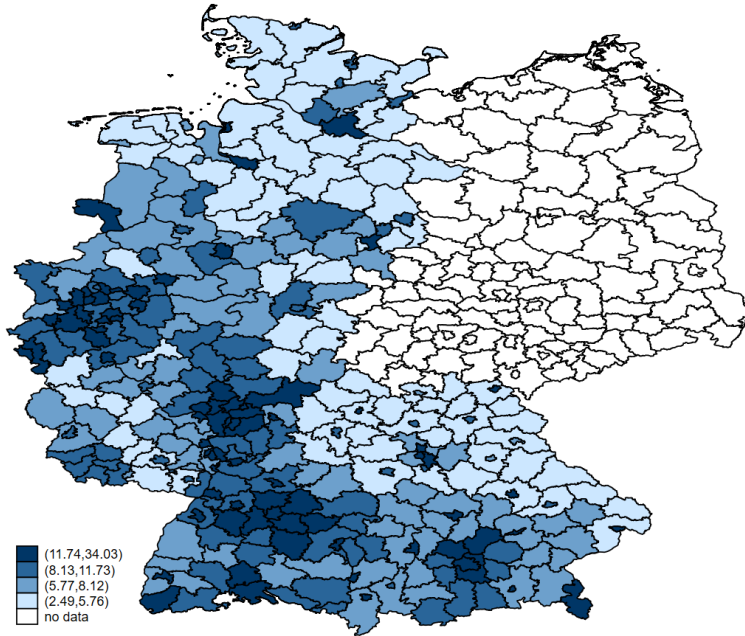 (11.74,34.03)
(8.13,11.73)
(5.77,8.12)
(2.49,5.76)
no data